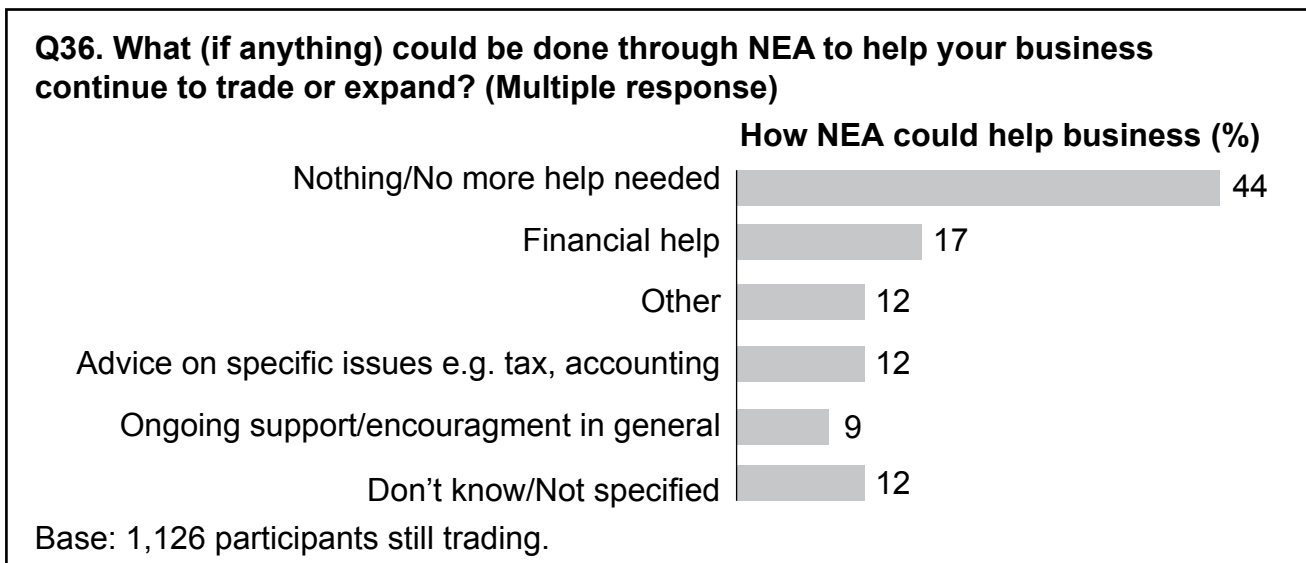 Q36. What (if anything) could be done through NEA to help your business
continue to trade or expand? (Multiple response)
How NEA could help business (%)
Nothing/No more help needed 44
Financial help 17
Other 12
Advice on specific issues e.g. tax, accounting 12
Ongoing support/encouragment in general 9
Don’t know/Not specified 12
Base: 1,126 participants still trading.